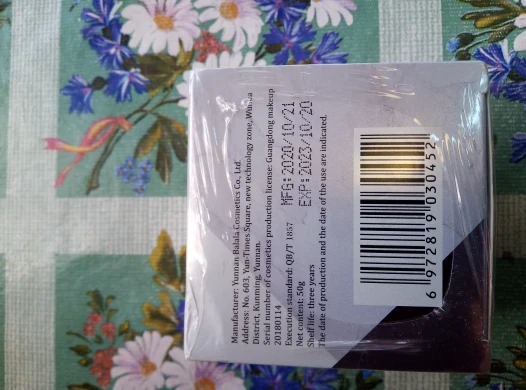 Manufacturer: Yunnan Balala Cosmetics Co., Ltd.
Address: No. 603, Yun-Times Square, new technology zone, Wuhua
District, Kunming, Yunnan.
Serial number of cosmetics production license: Guangdong makeup
20180114
Execution standard: QB/T 1857
Net content: 50g
Shelf life: three years
The date of production and the date of the use are indicated.
MFG: 2020/10/21
EXP: 2023/10/20
6 972819 030452